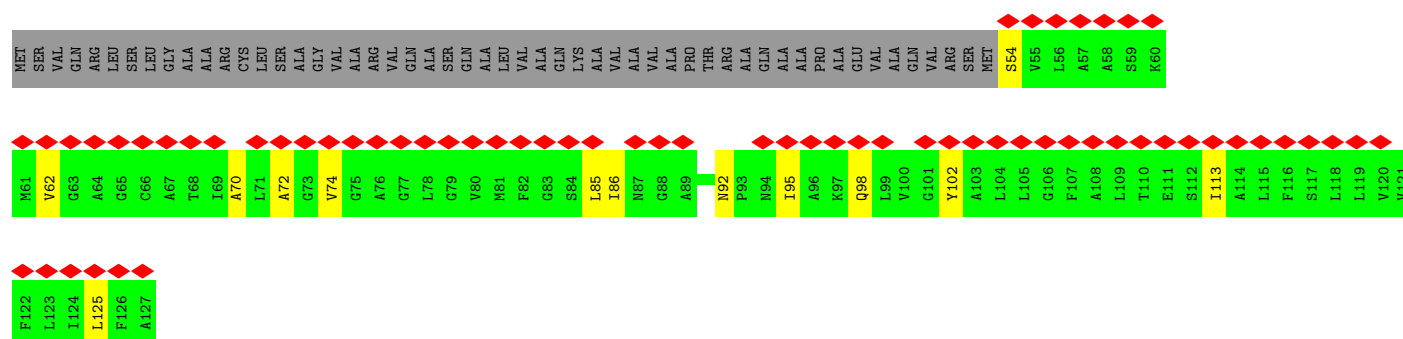 MET SER VAL GLN ARG LEU SER LEU GLY ALA ALA ARG CYS LEU SER ALA GLY VAL ALA ARG VAL GLN ALA SER GLN ALA LEU VAL ALA GLN LYS ALA VAL ALA VAL ALA PRO THR ARG ALA GLN ALA ALA PRO ALA GLU VAL ALA GLN VAL ARG SER MET S54 V55 L56 A57 A58 S59 K60
M61 V62 G63 A64 G65 C66 A67 T68 I69 A70 L71 A72 G73 V74 G75 A76 G77 L78 G79 V80 M81 F82 G83 S84 L85 I86 N87 G88 A89 N92 P93 N94 I95 A96 K97 Q98 L99 V100 G101 Y102 A103 L104 L105 G106 F107 A108 L109 T110 E111 S112 I113 A114 L115 F116 S117 L118 L119 V120
F122 L123 I124 L125 F126 A127